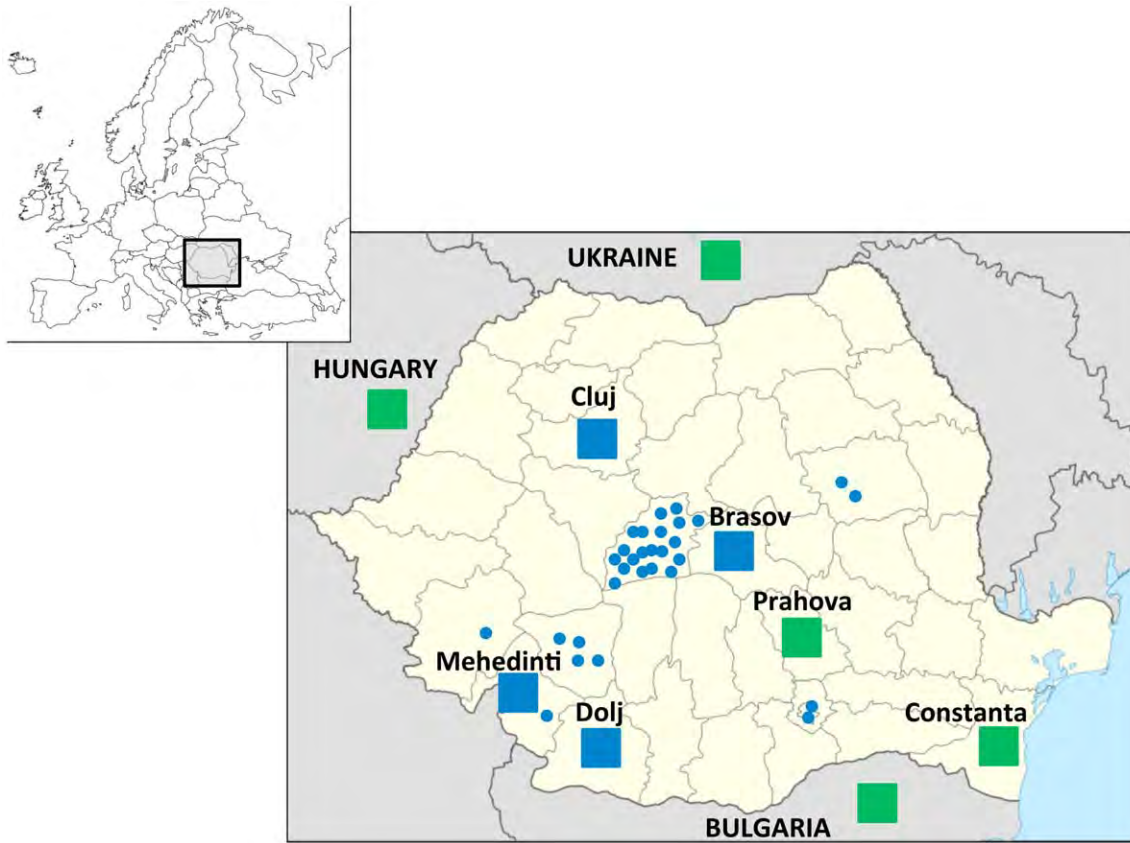 UKRAINE
HUNGARY
Cluj
Brasov
Prahova
Mehedinti
Dolj
Constanta
BULGARIA